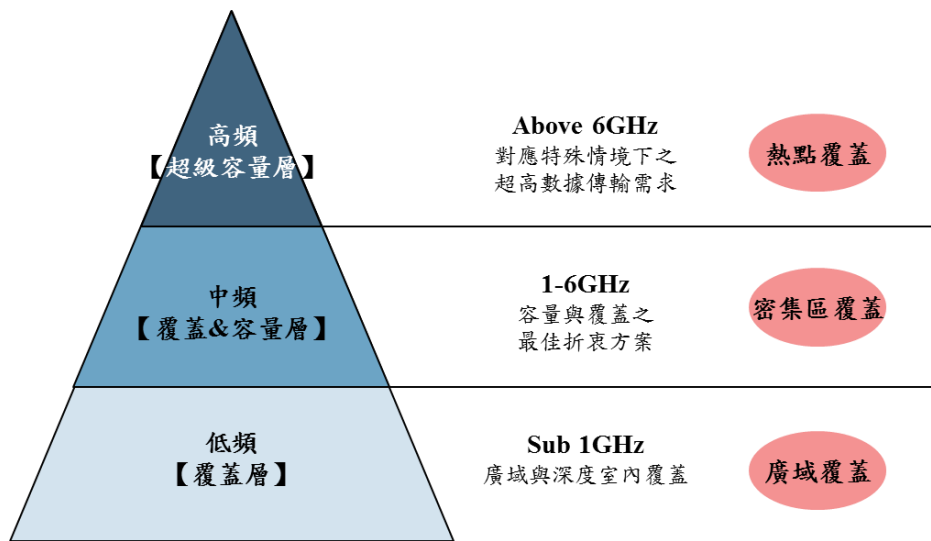 高頻
【超級容量層】
Above 6GHz
對應特殊情境下之
超高數據傳輸需求
熱點覆蓋
中頻
【覆蓋&容量層】
1-6GHz
容量與覆蓋之
最佳折衷方案
密集區覆蓋
低頻
【覆蓋層】
Sub 1GHz
廣域與深度室內覆蓋
廣域覆蓋